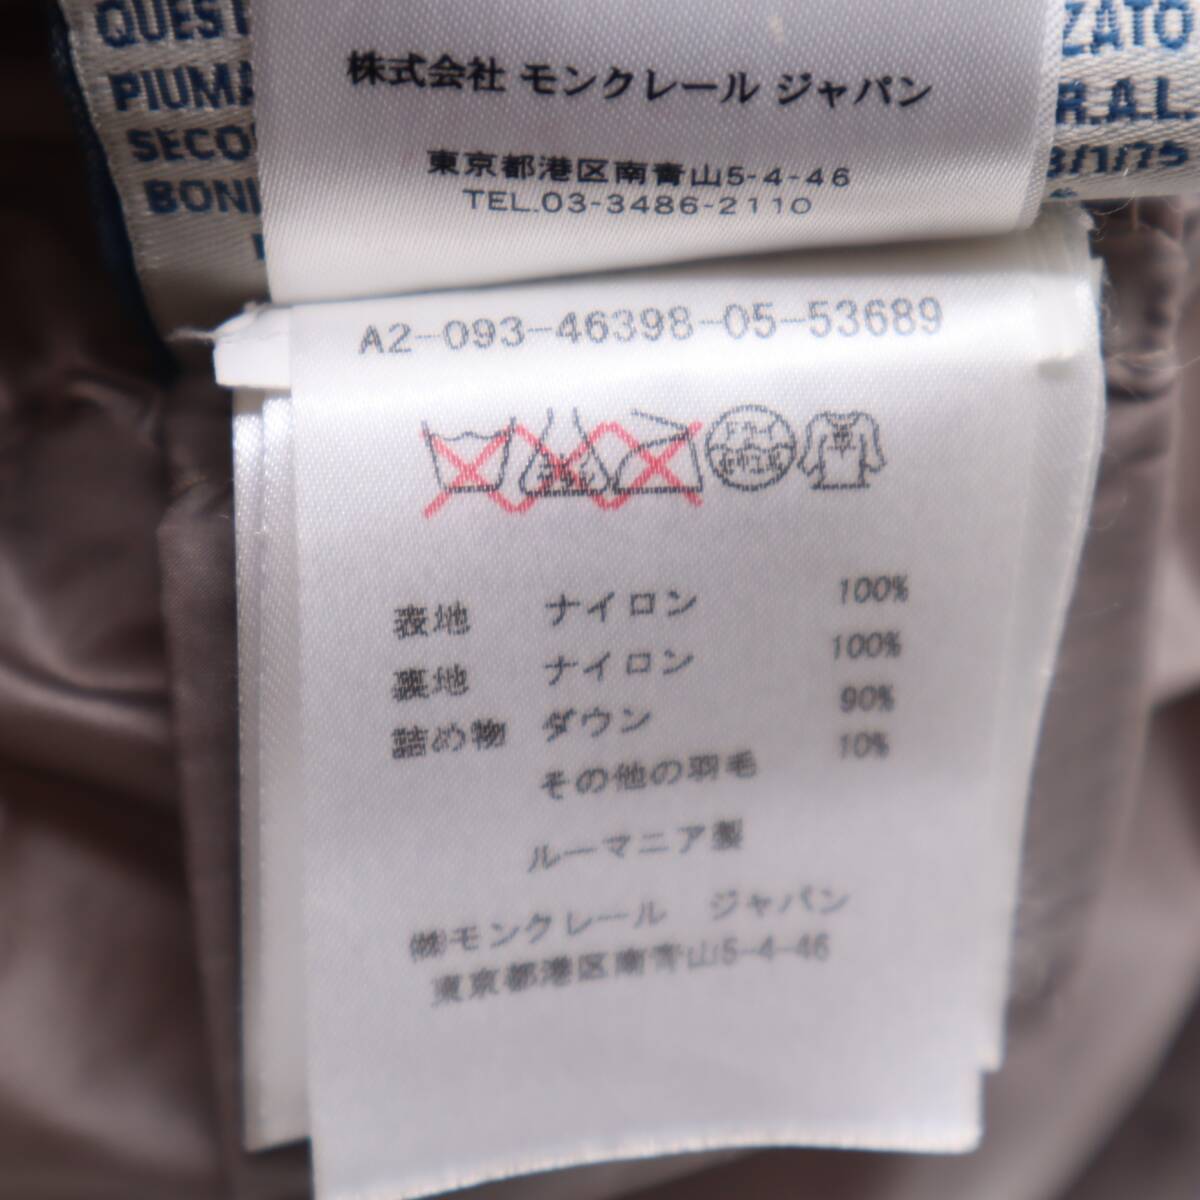 QUES ZATO
PIUMA R.A.L.
SECO 3/1/75
BONI
株式会社 モンクレール ジャパン
東京都港区南青山5-4-46
TEL.03-3486-2110
A2-093-46398-05-53689
表地 ナイロン 100%
裏地 ナイロン 100%
詰め物 ダウン 90%
その他の羽毛 10%
ルーマニア製
㈱モンクレール ジャパン
東京都港区南青山5-4-46